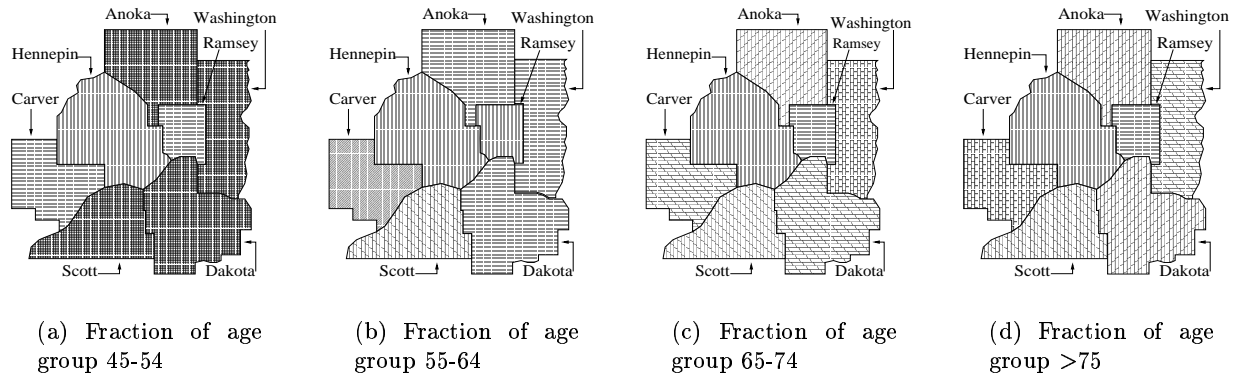 Anoka
Washington
Ramsey
Hennepin
Carver
Scott
Dakota
(a) Fraction of age
group 45-54
Anoka
Washington
Ramsey
Hennepin
Carver
Scott
Dakota
(b) Fraction of age
group 55-64
Anoka
Washington
Ramsey
Hennepin
Carver
Scott
Dakota
(c) Fraction of age
group 65-74
Anoka
Washington
Ramsey
Hennepin
Carver
Scott
Dakota
(d) Fraction of age
group >75